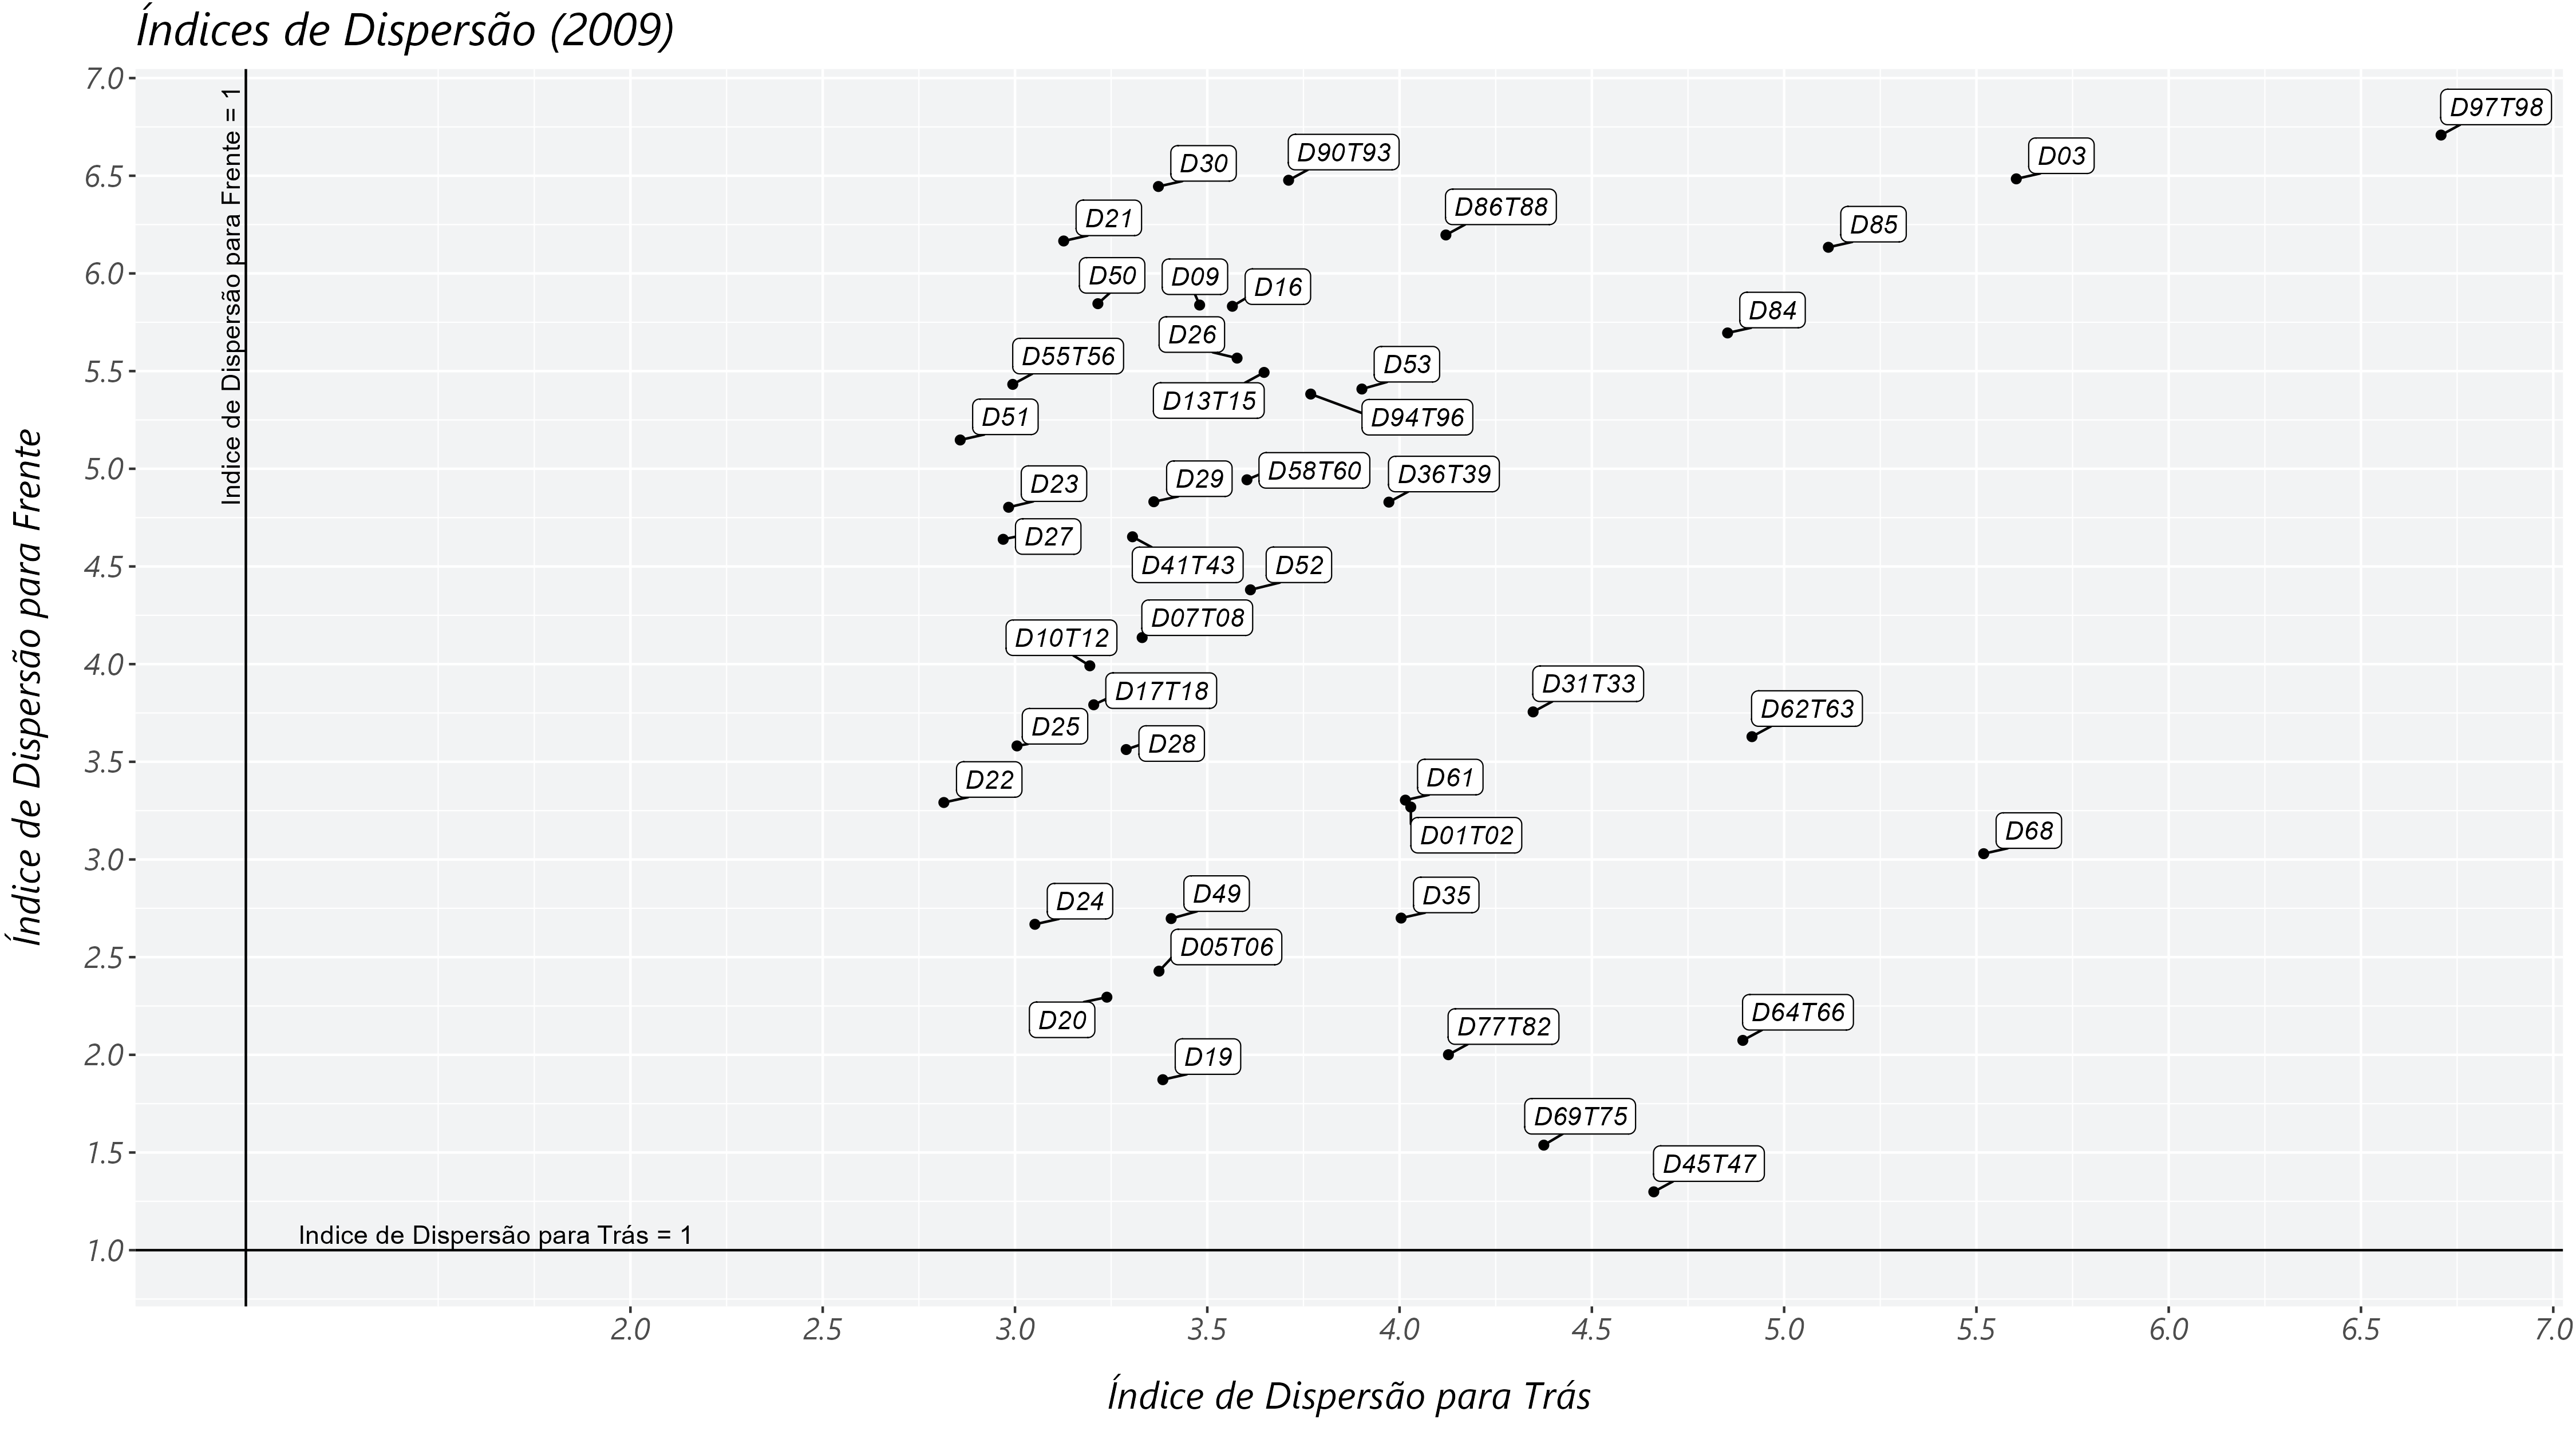 Índices de Dispersão (2009)
7.0
6.5
6.0
5.5
5.0
4.5
4.0
3.5
3.0
2.5
2.0
1.5
1.0
Índice de Dispersão para Frente
Indice de Dispersão para Frente = 1
Indice de Dispersão para Trás = 1
D97T98
D90T93
D03
D30
D86T88
D21
D85
D50
D09
D16
D84
D26
D55T56
D53
D13T15
D94T96
D51
D58T60
D36T39
D29
D23
D27
D41T43
D52
D07T08
D10T12
D31T33
D17T18
D62T63
D25
D28
D61
D22
D01T02
D68
D49
D35
D24
D05T06
D64T66
D20
D77T82
D19
D69T75
D45T47
2.0
2.5
3.0
3.5
4.0
4.5
5.0
5.5
6.0
6.5
7.0
Índice de Dispersão para Trás